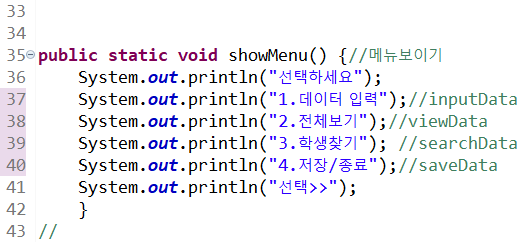 33
34
35 public static void showMenu() {//메뉴보이기
36 System.out.println("선택하세요");
37 System.out.println("1.데이터 입력");//inputData
38 System.out.println("2.전체보기");//viewData
39 System.out.println("3.학생찾기"); //searchData
40 System.out.println("4.저장/종료");//saveData
41 System.out.println("선택>>");
42 }
43 //